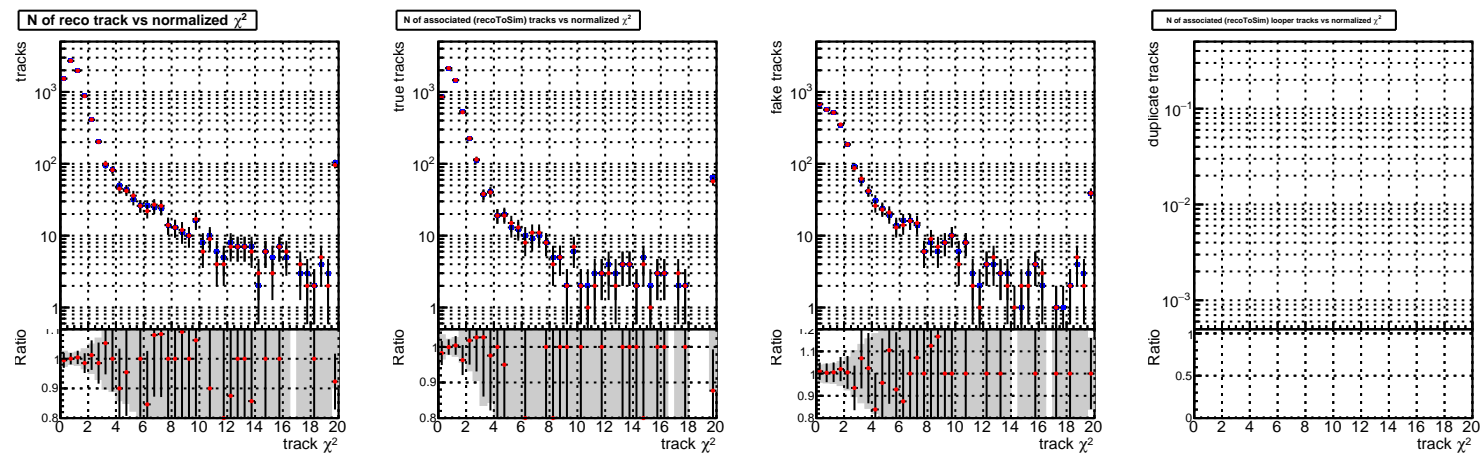 N of reco track vs normalized χ²
tracks
10³
10²
10
1
Ratio
1.1
1
0.9
0.8
0 2 4 6 8 10 12 14 16 18 20
track χ²
N of associated (recoToSim) tracks vs normalized χ²
true tracks
10³
10²
10
1
Ratio
1
0.9
0.8
0 2 4 6 8 10 12 14 16 18 20
track χ²
fake tracks
10³
10²
10
1
Ratio
1.2
1.1
1
0.9
0.8
0 2 4 6 8 10 12 14 16 18 20
track χ²
N of associated (recoToSim) looper tracks vs normalized χ²
duplicate tracks
10⁻¹
10⁻²
10⁻³
Ratio
1
0.5
0
0 2 4 6 8 10 12 14 16 18 20
track χ²